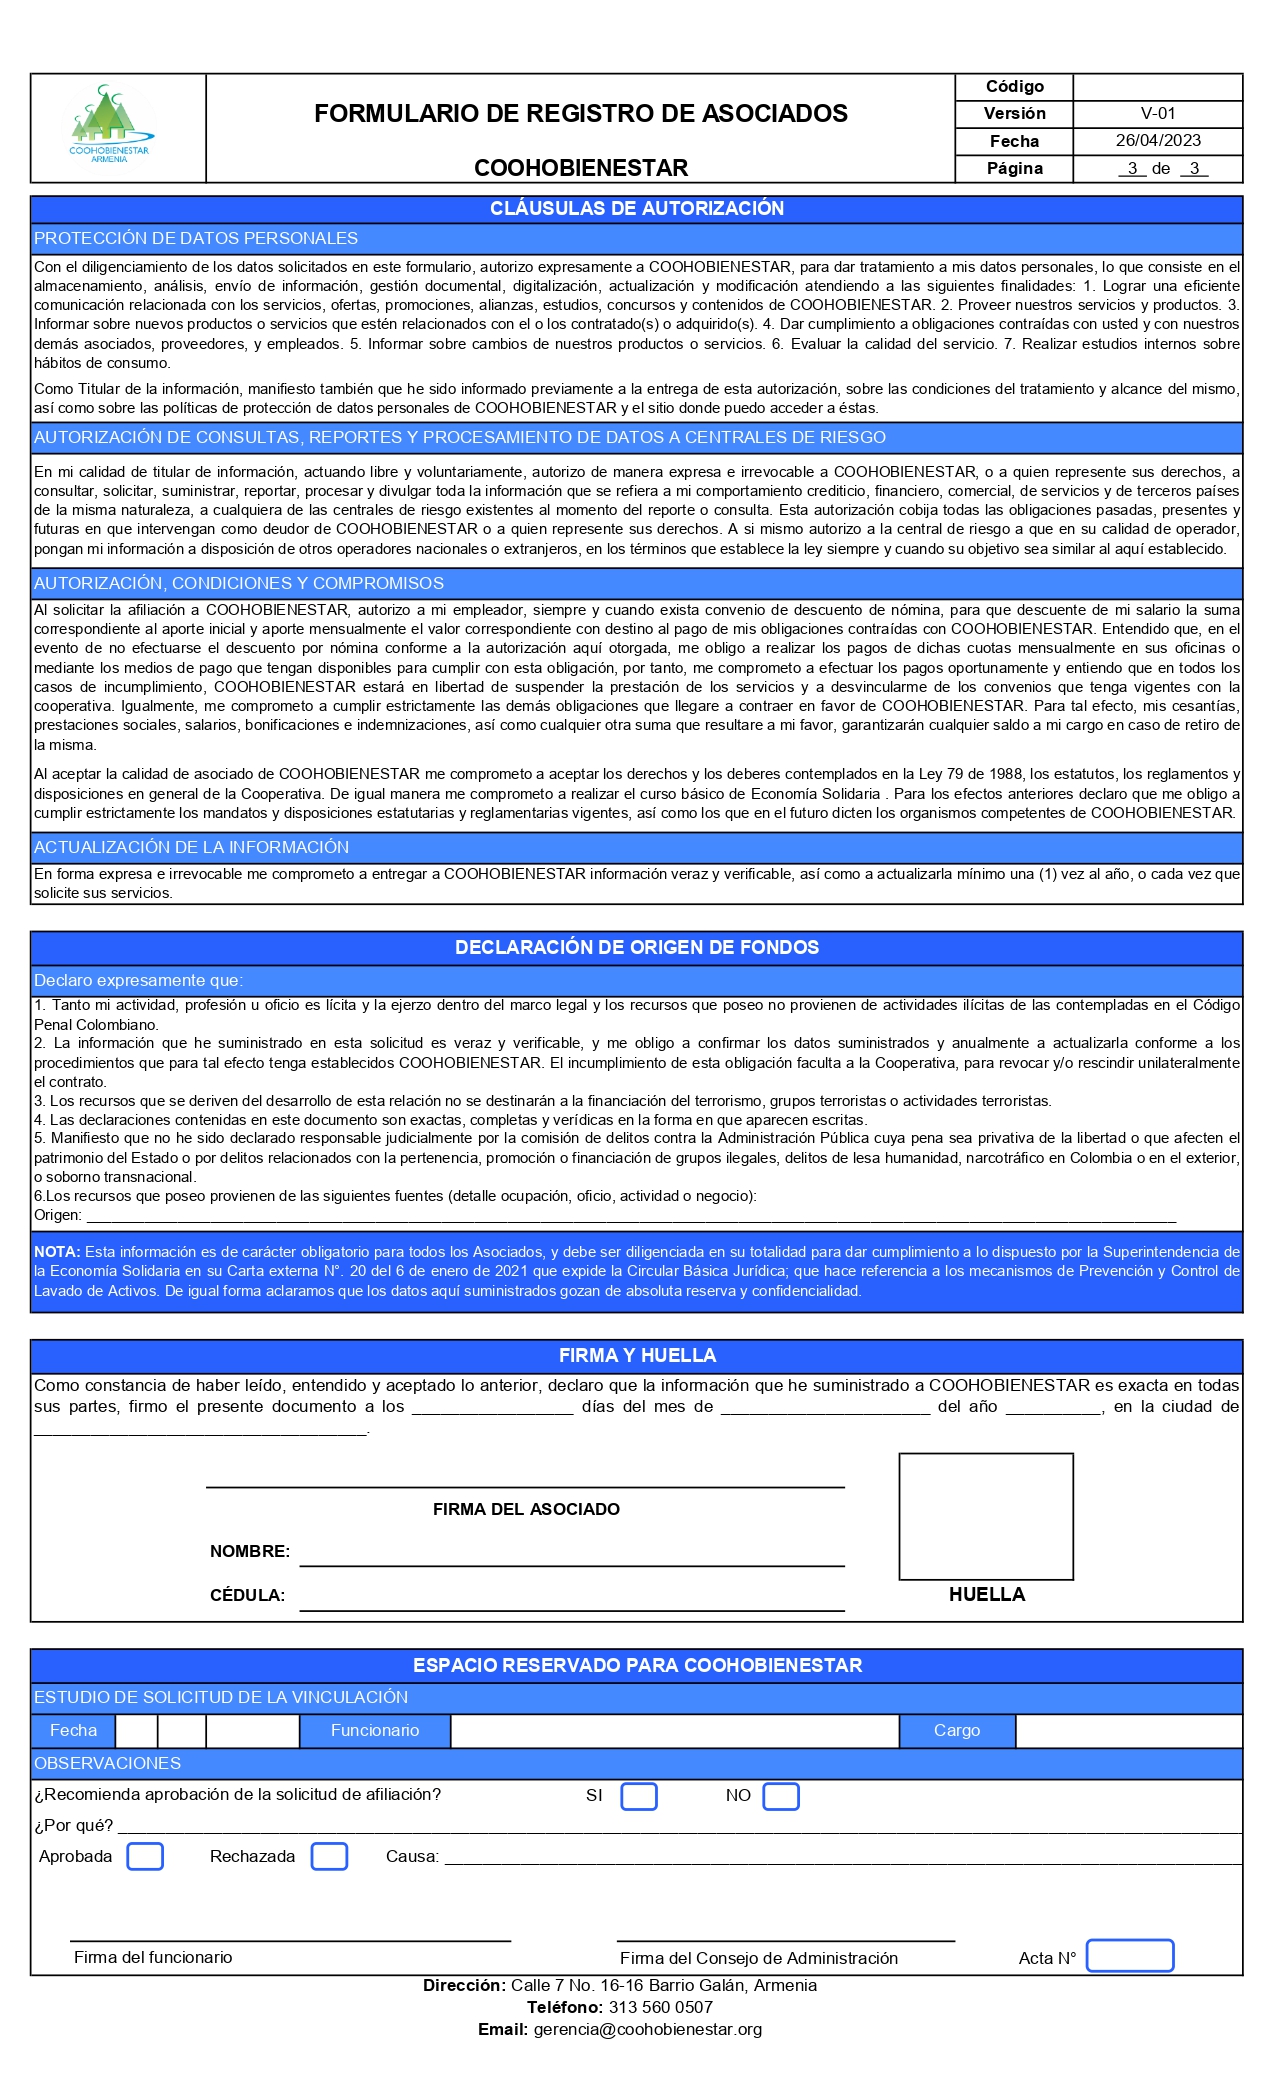 COOHOBIENESTAR
ARMENIA
FORMULARIO DE REGISTRO DE ASOCIADOS
COOHOBIENESTAR
Código
Versión V-01
Fecha 26/04/2023
Página _3_ de _3_
CLÁUSULAS DE AUTORIZACIÓN
PROTECCIÓN DE DATOS PERSONALES
Con el diligenciamiento de los datos solicitados en este formulario, autorizo expresamente a COOHOBIENESTAR, para dar tratamiento a mis datos personales, lo que consiste en el
almacenamiento, análisis, envío de información, gestión documental, digitalización, actualización y modificación atendiendo a las siguientes finalidades: 1. Lograr una eficiente
comunicación relacionada con los servicios, ofertas, promociones, alianzas, estudios, concursos y contenidos de COOHOBIENESTAR. 2. Proveer nuestros servicios y productos. 3.
Informar sobre nuevos productos o servicios que estén relacionados con el o los contratado(s) o adquirido(s). 4. Dar cumplimiento a obligaciones contraídas con usted y con nuestros
demás asociados, proveedores, y empleados. 5. Informar sobre cambios de nuestros productos o servicios. 6. Evaluar la calidad del servicio. 7. Realizar estudios internos sobre
hábitos de consumo.
Como Titular de la información, manifiesto también que he sido informado previamente a la entrega de esta autorización, sobre las condiciones del tratamiento y alcance del mismo,
así como sobre las políticas de protección de datos personales de COOHOBIENESTAR y el sitio donde puedo acceder a éstas.
AUTORIZACIÓN DE CONSULTAS, REPORTES Y PROCESAMIENTO DE DATOS A CENTRALES DE RIESGO
En mi calidad de titular de información, actuando libre y voluntariamente, autorizo de manera expresa e irrevocable a COOHOBIENESTAR, o a quien represente sus derechos, a
consultar, solicitar, suministrar, reportar, procesar y divulgar toda la información que se refiera a mi comportamiento crediticio, financiero, comercial, de servicios y de terceros países
de la misma naturaleza, a cualquiera de las centrales de riesgo existentes al momento del reporte o consulta. Esta autorización cobija todas las obligaciones pasadas, presentes y
futuras en que intervengan como deudor de COOHOBIENESTAR o a quien represente sus derechos. A si mismo autorizo a la central de riesgo a que en su calidad de operador,
pongan mi información a disposición de otros operadores nacionales o extranjeros, en los términos que establece la ley siempre y cuando su objetivo sea similar al aquí establecido.
AUTORIZACIÓN, CONDICIONES Y COMPROMISOS
Al solicitar la afiliación a COOHOBIENESTAR, autorizo a mi empleador, siempre y cuando exista convenio de descuento de nómina, para que descuente de mi salario la suma
correspondiente al aporte inicial y aporte mensualmente el valor correspondiente con destino al pago de mis obligaciones contraídas con COOHOBIENESTAR. Entendido que, en el
evento de no efectuarse el descuento por nómina conforme a la autorización aquí otorgada, me obligo a realizar los pagos de dichas cuotas mensualmente en sus oficinas o
mediante los medios de pago que tengan disponibles para cumplir con esta obligación, por tanto, me comprometo a efectuar los pagos oportunamente y entiendo que en todos los
casos de incumplimiento, COOHOBIENESTAR estará en libertad de suspender la prestación de los servicios y a desvincularme de los convenios que tenga vigentes con la
cooperativa. Igualmente, me comprometo a cumplir estrictamente las demás obligaciones que llegare a contraer en favor de COOHOBIENESTAR. Para tal efecto, mis cesantías,
prestaciones sociales, salarios, bonificaciones e indemnizaciones, así como cualquier otra suma que resultare a mi favor, garantizarán cualquier saldo a mi cargo en caso de retiro de
la misma.
Al aceptar la calidad de asociado de COOHOBIENESTAR me comprometo a aceptar los derechos y los deberes contemplados en la Ley 79 de 1988, los estatutos, los reglamentos y
disposiciones en general de la Cooperativa. De igual manera me comprometo a realizar el curso básico de Economía Solidaria . Para los efectos anteriores declaro que me obligo a
cumplir estrictamente los mandatos y disposiciones estatutarias y reglamentarias vigentes, así como los que en el futuro dicten los organismos competentes de COOHOBIENESTAR.
ACTUALIZACIÓN DE LA INFORMACIÓN
En forma expresa e irrevocable me comprometo a entregar a COOHOBIENESTAR información veraz y verificable, así como a actualizarla mínimo una (1) vez al año, o cada vez que
solicite sus servicios.
DECLARACIÓN DE ORIGEN DE FONDOS
Declaro expresamente que:
1. Tanto mi actividad, profesión u oficio es lícita y la ejerzo dentro del marco legal y los recursos que poseo no provienen de actividades ilícitas de las contempladas en el Código
Penal Colombiano.
2. La información que he suministrado en esta solicitud es veraz y verificable, y me obligo a confirmar los datos suministrados y anualmente a actualizarla conforme a los
procedimientos que para tal efecto tenga establecidos COOHOBIENESTAR. El incumplimiento de esta obligación faculta a la Cooperativa, para revocar y/o rescindir unilateralmente
el contrato.
3. Los recursos que se deriven del desarrollo de esta relación no se destinarán a la financiación del terrorismo, grupos terroristas o actividades terroristas.
4. Las declaraciones contenidas en este documento son exactas, completas y verídicas en la forma en que aparecen escritas.
5. Manifiesto que no he sido declarado responsable judicialmente por la comisión de delitos contra la Administración Pública cuya pena sea privativa de la libertad o que afecten el
patrimonio del Estado o por delitos relacionados con la pertenencia, promoción o financiación de grupos ilegales, delitos de lesa humanidad, narcotráfico en Colombia o en el exterior,
o soborno transnacional.
6.Los recursos que poseo provienen de las siguientes fuentes (detalle ocupación, oficio, actividad o negocio):
Origen: ____________________
NOTA: Esta información es de carácter obligatorio para todos los Asociados, y debe ser diligenciada en su totalidad para dar cumplimiento a lo dispuesto por la Superintendencia de
la Economía Solidaria en su Carta externa N°. 20 del 6 de enero de 2021 que expide la Circular Básica Jurídica; que hace referencia a los mecanismos de Prevención y Control de
Lavado de Activos. De igual forma aclaramos que los datos aquí suministrados gozan de absoluta reserva y confidencialidad.
FIRMA Y HUELLA
Como constancia de haber leído, entendido y aceptado lo anterior, declaro que la información que he suministrado a COOHOBIENESTAR es exacta en todas
sus partes, firmo el presente documento a los _________________ días del mes de ______________________ del año __________, en la ciudad de
___________________________________.
FIRMA DEL ASOCIADO
NOMBRE:
CÉDULA:
HUELLA
ESPACIO RESERVADO PARA COOHOBIENESTAR
ESTUDIO DE SOLICITUD DE LA VINCULACIÓN
Fecha Funcionario Cargo
OBSERVACIONES
¿Recomienda aprobación de la solicitud de afiliación? SI NO
¿Por qué? ____________________
Aprobada Rechazada Causa: ____________________
Firma del funcionario Firma del Consejo de Administración Acta N°
Dirección: Calle 7 No. 16-16 Barrio Galán, Armenia
Teléfono: 313 560 0507
Email: gerencia@coohobienestar.org